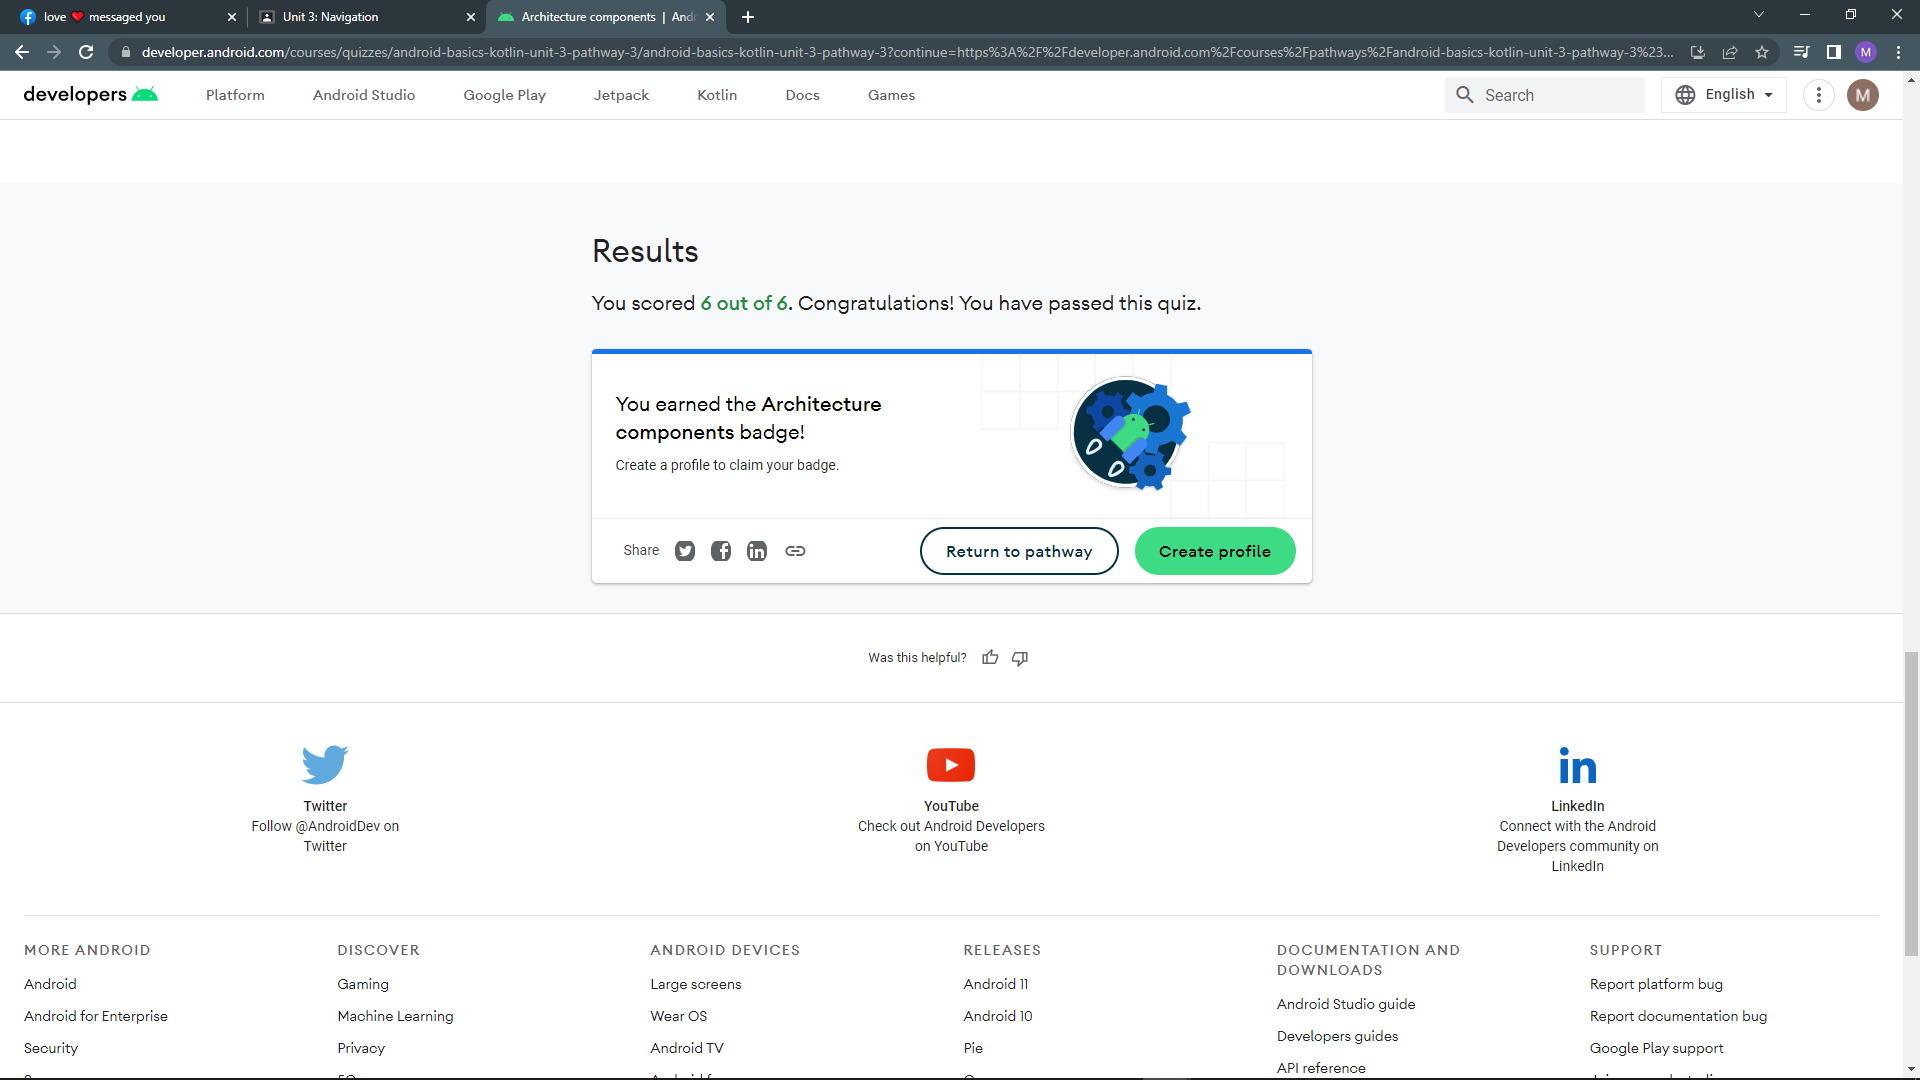 love ❤ messaged you
Unit 3: Navigation
Architecture components | And
developer.android.com/courses/quizzes/android-basics-kotlin-unit-3-pathway-3/android-basics-kotlin-unit-3-pathway-3?continue=https%3A%2F%2Fdeveloper.android.com%2Fcourses%2Fpathways%2Fandroid-basics-kotlin-unit-3-pathway-3%23...
M
developers
Platform
Android Studio
Google Play
Jetpack
Kotlin
Docs
Games
Search
English
M
Results
You scored 6 out of 6. Congratulations! You have passed this quiz.
You earned the Architecture
components badge!
Create a profile to claim your badge.
Share
Return to pathway
Create profile
Was this helpful?
Twitter
Follow @AndroidDev on
Twitter
YouTube
Check out Android Developers
on YouTube
LinkedIn
Connect with the Android
Developers community on
LinkedIn
MORE ANDROID
Android
Android for Enterprise
Security
DISCOVER
Gaming
Machine Learning
Privacy
ANDROID DEVICES
Large screens
Wear OS
Android TV
RELEASES
Android 11
Android 10
Pie
DOCUMENTATION AND
DOWNLOADS
Android Studio guide
Developers guides
API reference
SUPPORT
Report platform bug
Report documentation bug
Google Play support